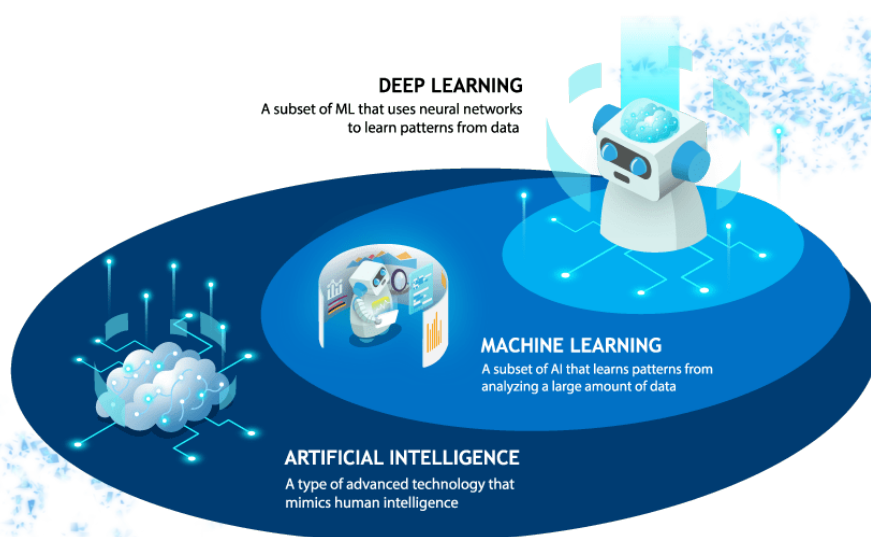 DEEP LEARNING
A subset of ML that uses neural networks
to learn patterns from data
MACHINE LEARNING
A subset of AI that learns patterns from
analyzing a large amount of data
ARTIFICIAL INTELLIGENCE
A type of advanced technology that
mimics human intelligence